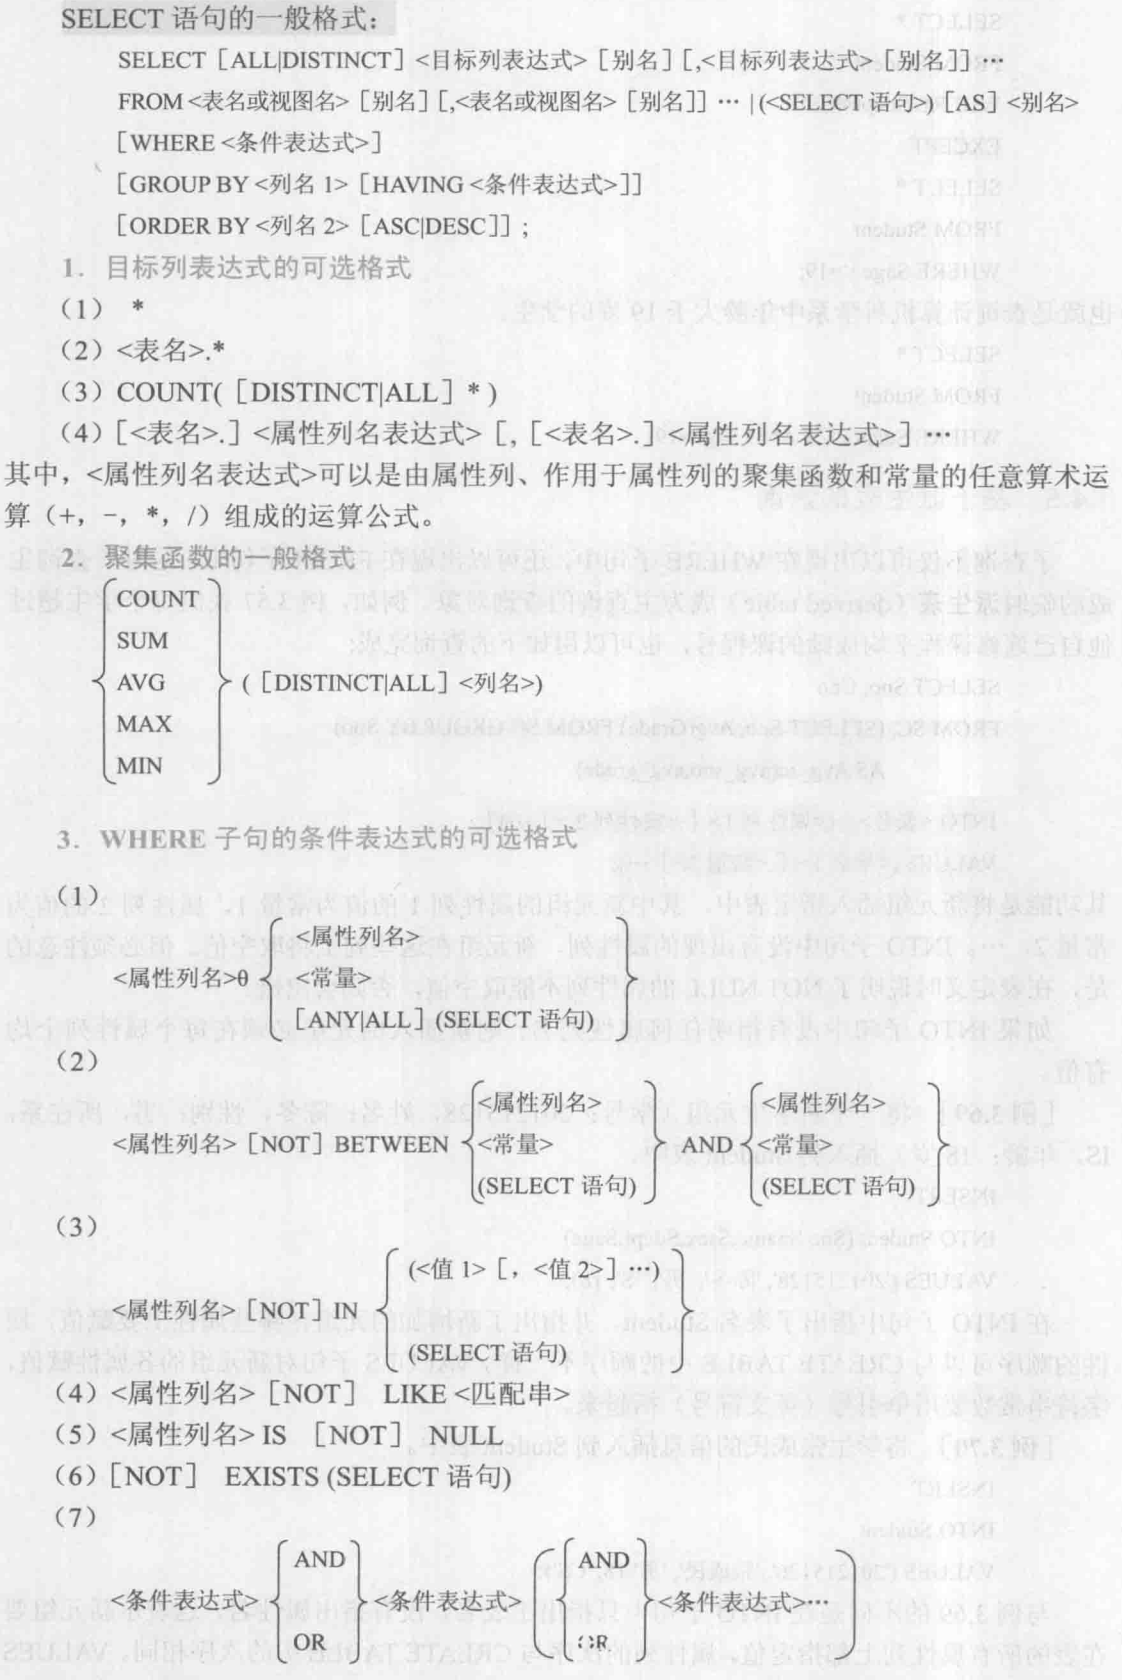 SELECT 语句的一般格式：
SELECT［ALL|DISTINCT］<目标列表达式>［别名］[,<目标列表达式>［别名]] …
FROM <表名或视图名>［别名］[,<表名或视图名>［别名]] … | (<SELECT 语句>)［AS］<别名>
［WHERE <条件表达式>］
［GROUP BY <列名 1>［HAVING <条件表达式>]］
［ORDER BY <列名 2>［ASC|DESC]］;
1．目标列表达式的可选格式
（1） *
（2）<表名>.*
（3）COUNT(［DISTINCT|ALL］* )
（4）[<表名>.］<属性列名表达式>［, [<表名>.］<属性列名表达式>］…
其中，<属性列名表达式>可以是由属性列、作用于属性列的聚集函数和常量的任意算术运
算（+，-，*，/）组成的运算公式。
2．聚集函数的一般格式
COUNT
SUM
AVG
MAX
MIN
(［DISTINCT|ALL］<列名>)
3．WHERE 子句的条件表达式的可选格式
（1）
<属性列名>θ
<属性列名>
<常量>
［ANY|ALL］(SELECT 语句)
（2）
<属性列名>［NOT］BETWEEN
<属性列名>
<常量>
(SELECT 语句)
AND
<属性列名>
<常量>
(SELECT 语句)
（3）
<属性列名>［NOT］IN
(<值 1>［，<值 2>］…)
(SELECT 语句)
（4）<属性列名>［NOT］ LIKE <匹配串>
（5）<属性列名> IS ［NOT］ NULL
（6）［NOT］ EXISTS (SELECT 语句)
（7）
<条件表达式>
AND
OR
<条件表达式>
AND
OR
<条件表达式>…